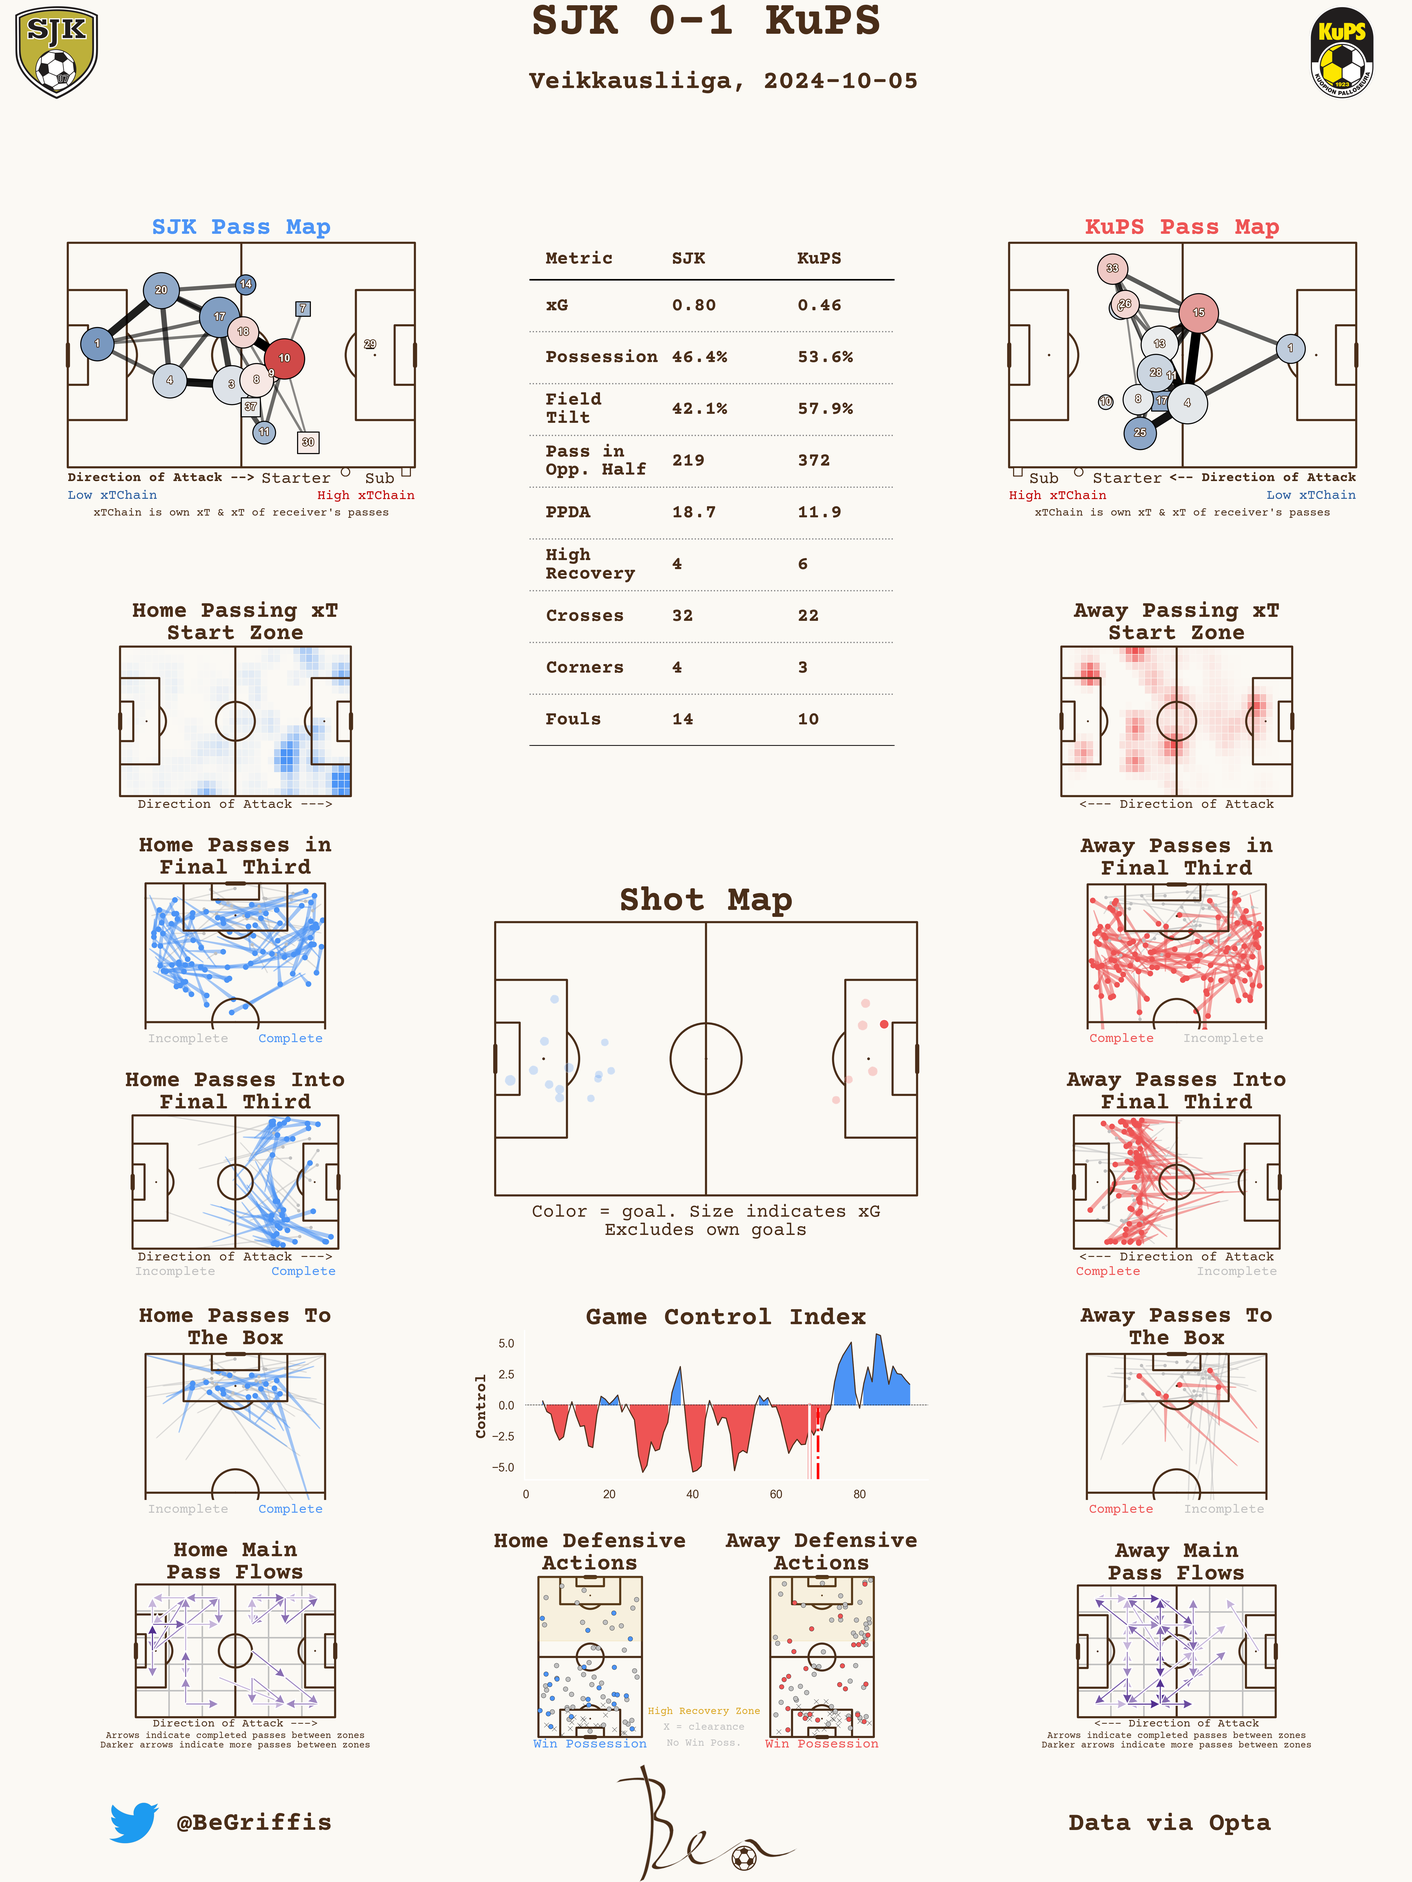 SJK 0-1 KuPS
Veikkausliiga, 2024-10-05
SJK
KuPS
1923
KUOPION PALLOSEURA
SJK Pass Map
20
14
7
17
18
1
29
10
9
4
3
8
37
11
30
Direction of Attack --> Starter Sub
Low xTChain High xTChain
xTChain is own xT & xT of receiver's passes
Metric SJK KuPS
xG 0.80 0.46
Possession 46.4% 53.6%
Field
Tilt 42.1% 57.9%
Pass in
Opp. Half 219 372
PPDA 18.7 11.9
High
Recovery 4 6
Crosses 32 22
Corners 4 3
Fouls 14 10
KuPS Pass Map
33
26
15
13
1
28
11
10
8
17
4
25
Sub Starter <-- Direction of Attack
High xTChain Low xTChain
xTChain is own xT & xT of receiver's passes
Home Passing xT
Start Zone
Direction of Attack --->
Away Passing xT
Start Zone
<--- Direction of Attack
Home Passes in
Final Third
Incomplete Complete
Away Passes in
Final Third
Complete Incomplete
Shot Map
Color = goal. Size indicates xG
Excludes own goals
Home Passes Into
Final Third
Direction of Attack --->
Incomplete Complete
Away Passes Into
Final Third
<--- Direction of Attack
Complete Incomplete
Home Passes To
The Box
Incomplete Complete
Game Control Index
Control
5.0
2.5
0.0
−2.5
−5.0
0 20 40 60 80
Away Passes To
The Box
Complete Incomplete
Home Main
Pass Flows
Direction of Attack --->
Arrows indicate completed passes between zones
Darker arrows indicate more passes between zones
Home Defensive
Actions
Win Possession
Away Defensive
Actions
Win Possession
High Recovery Zone
X = clearance
No Win Poss.
Away Main
Pass Flows
<--- Direction of Attack
Arrows indicate completed passes between zones
Darker arrows indicate more passes between zones
@BeGriffis
Ben
Data via Opta